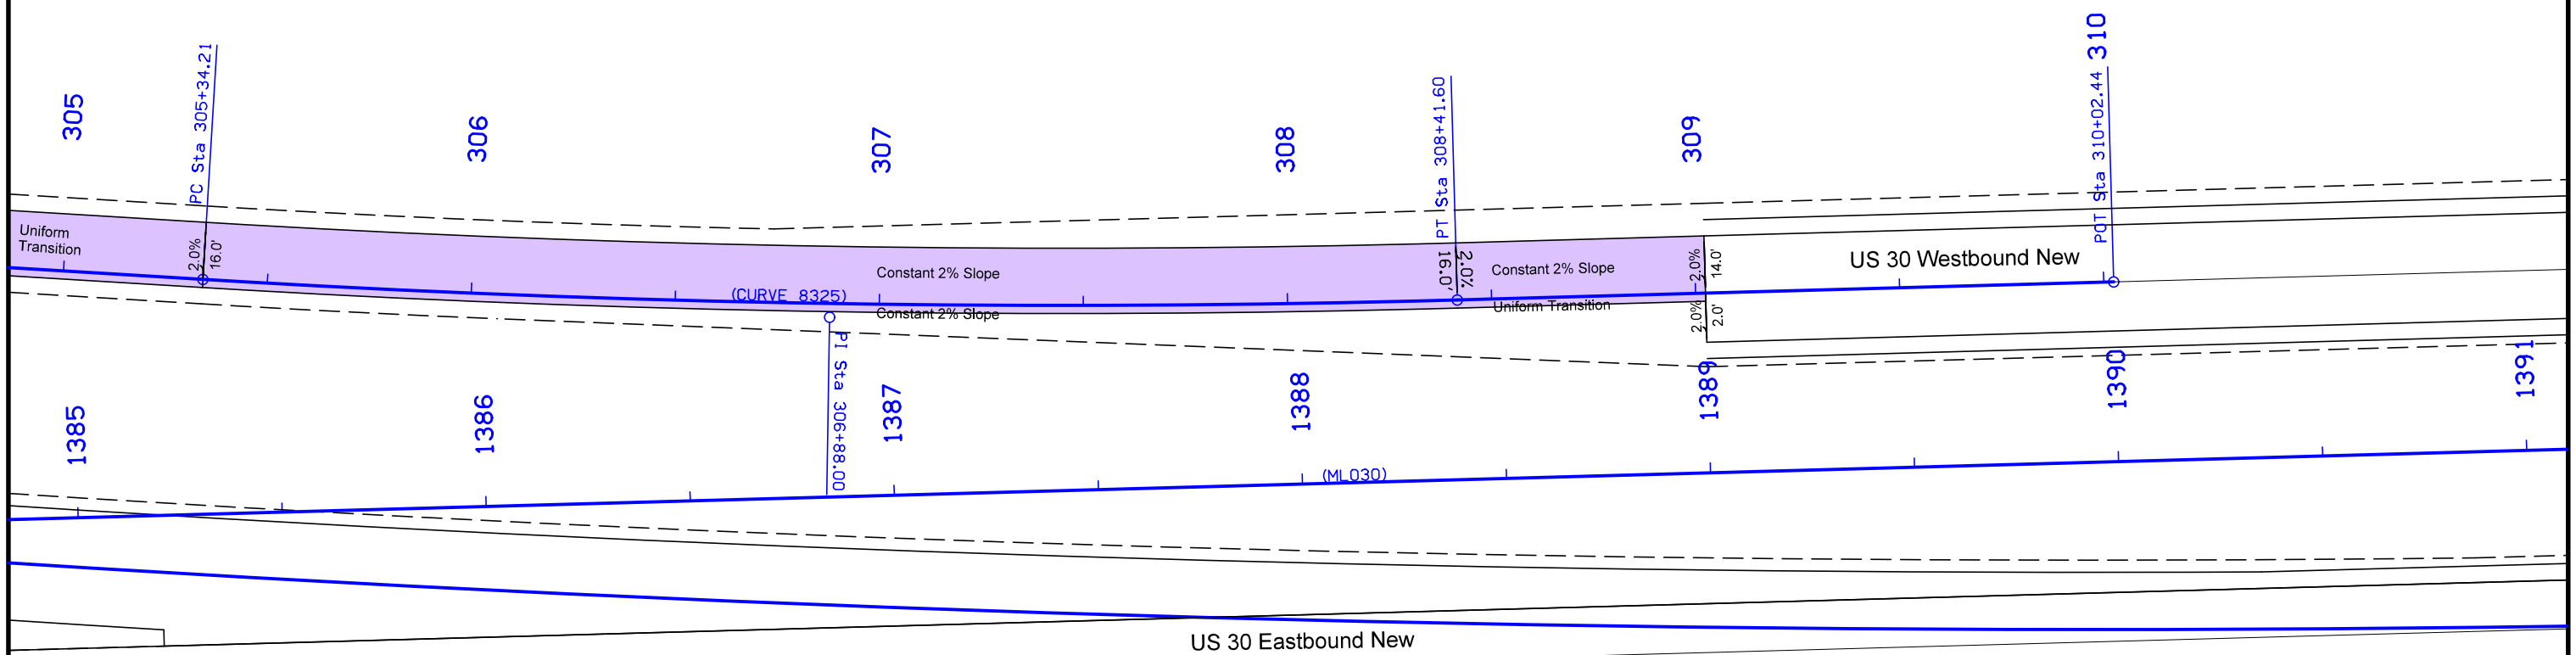 305
PC Sta 305+34.21
306
307
308
PT Sta 308+41.60
309
POT Sta 310+02.44
310
Uniform
Transition
2.0%
16.0'
Constant 2% Slope
(CURVE 8325)
Constant 2% Slope
16.0'
2.0%
Constant 2% Slope
Uniform Transition
2.0%
14.0'
2.0%
2.0'
US 30 Westbound New
PI Sta 306+88.00
1385
1386
1387
1388
1389
1390
1391
(ML030)
US 30 Eastbound New